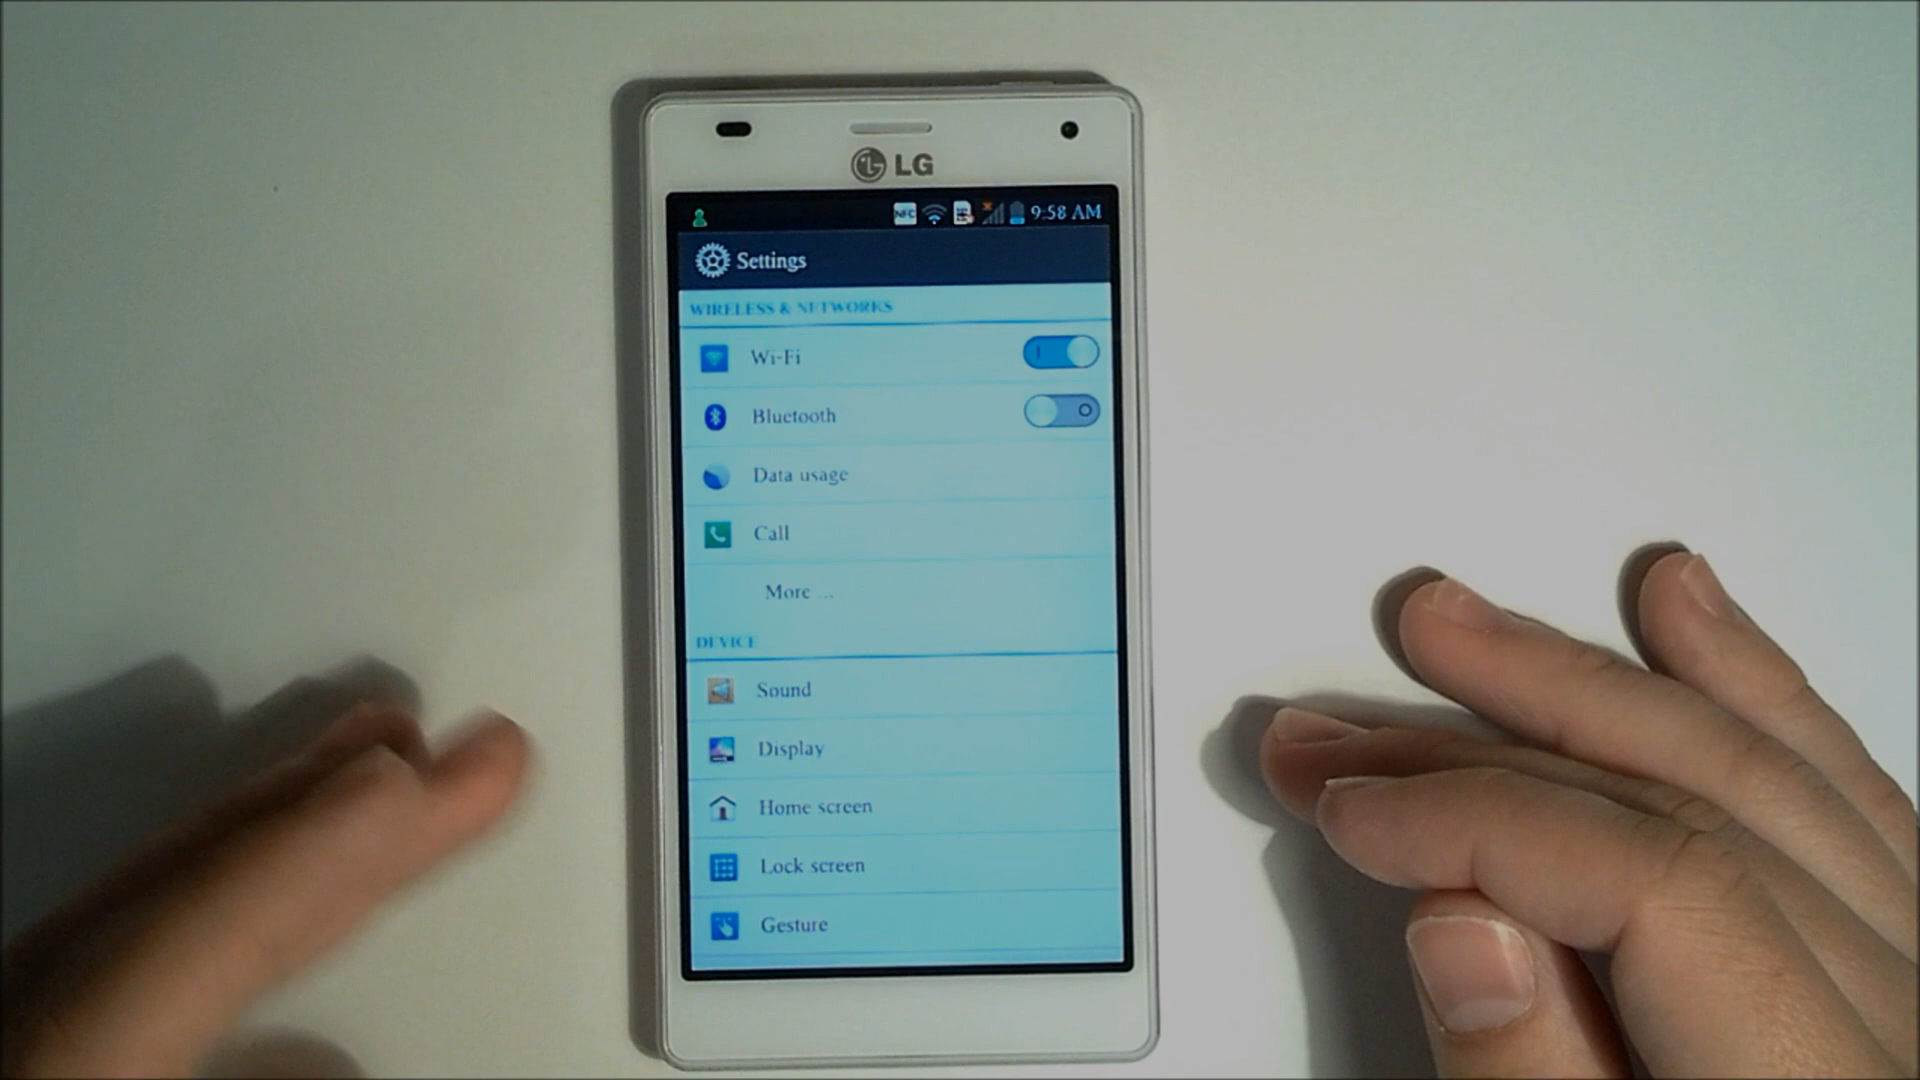 LG
NFC 9:58 AM
Settings
WIRELESS & NETWORKS
Wi-Fi
Bluetooth
Data usage
Call
More ...
DEVICE
Sound
Display
Home screen
Lock screen
Gesture